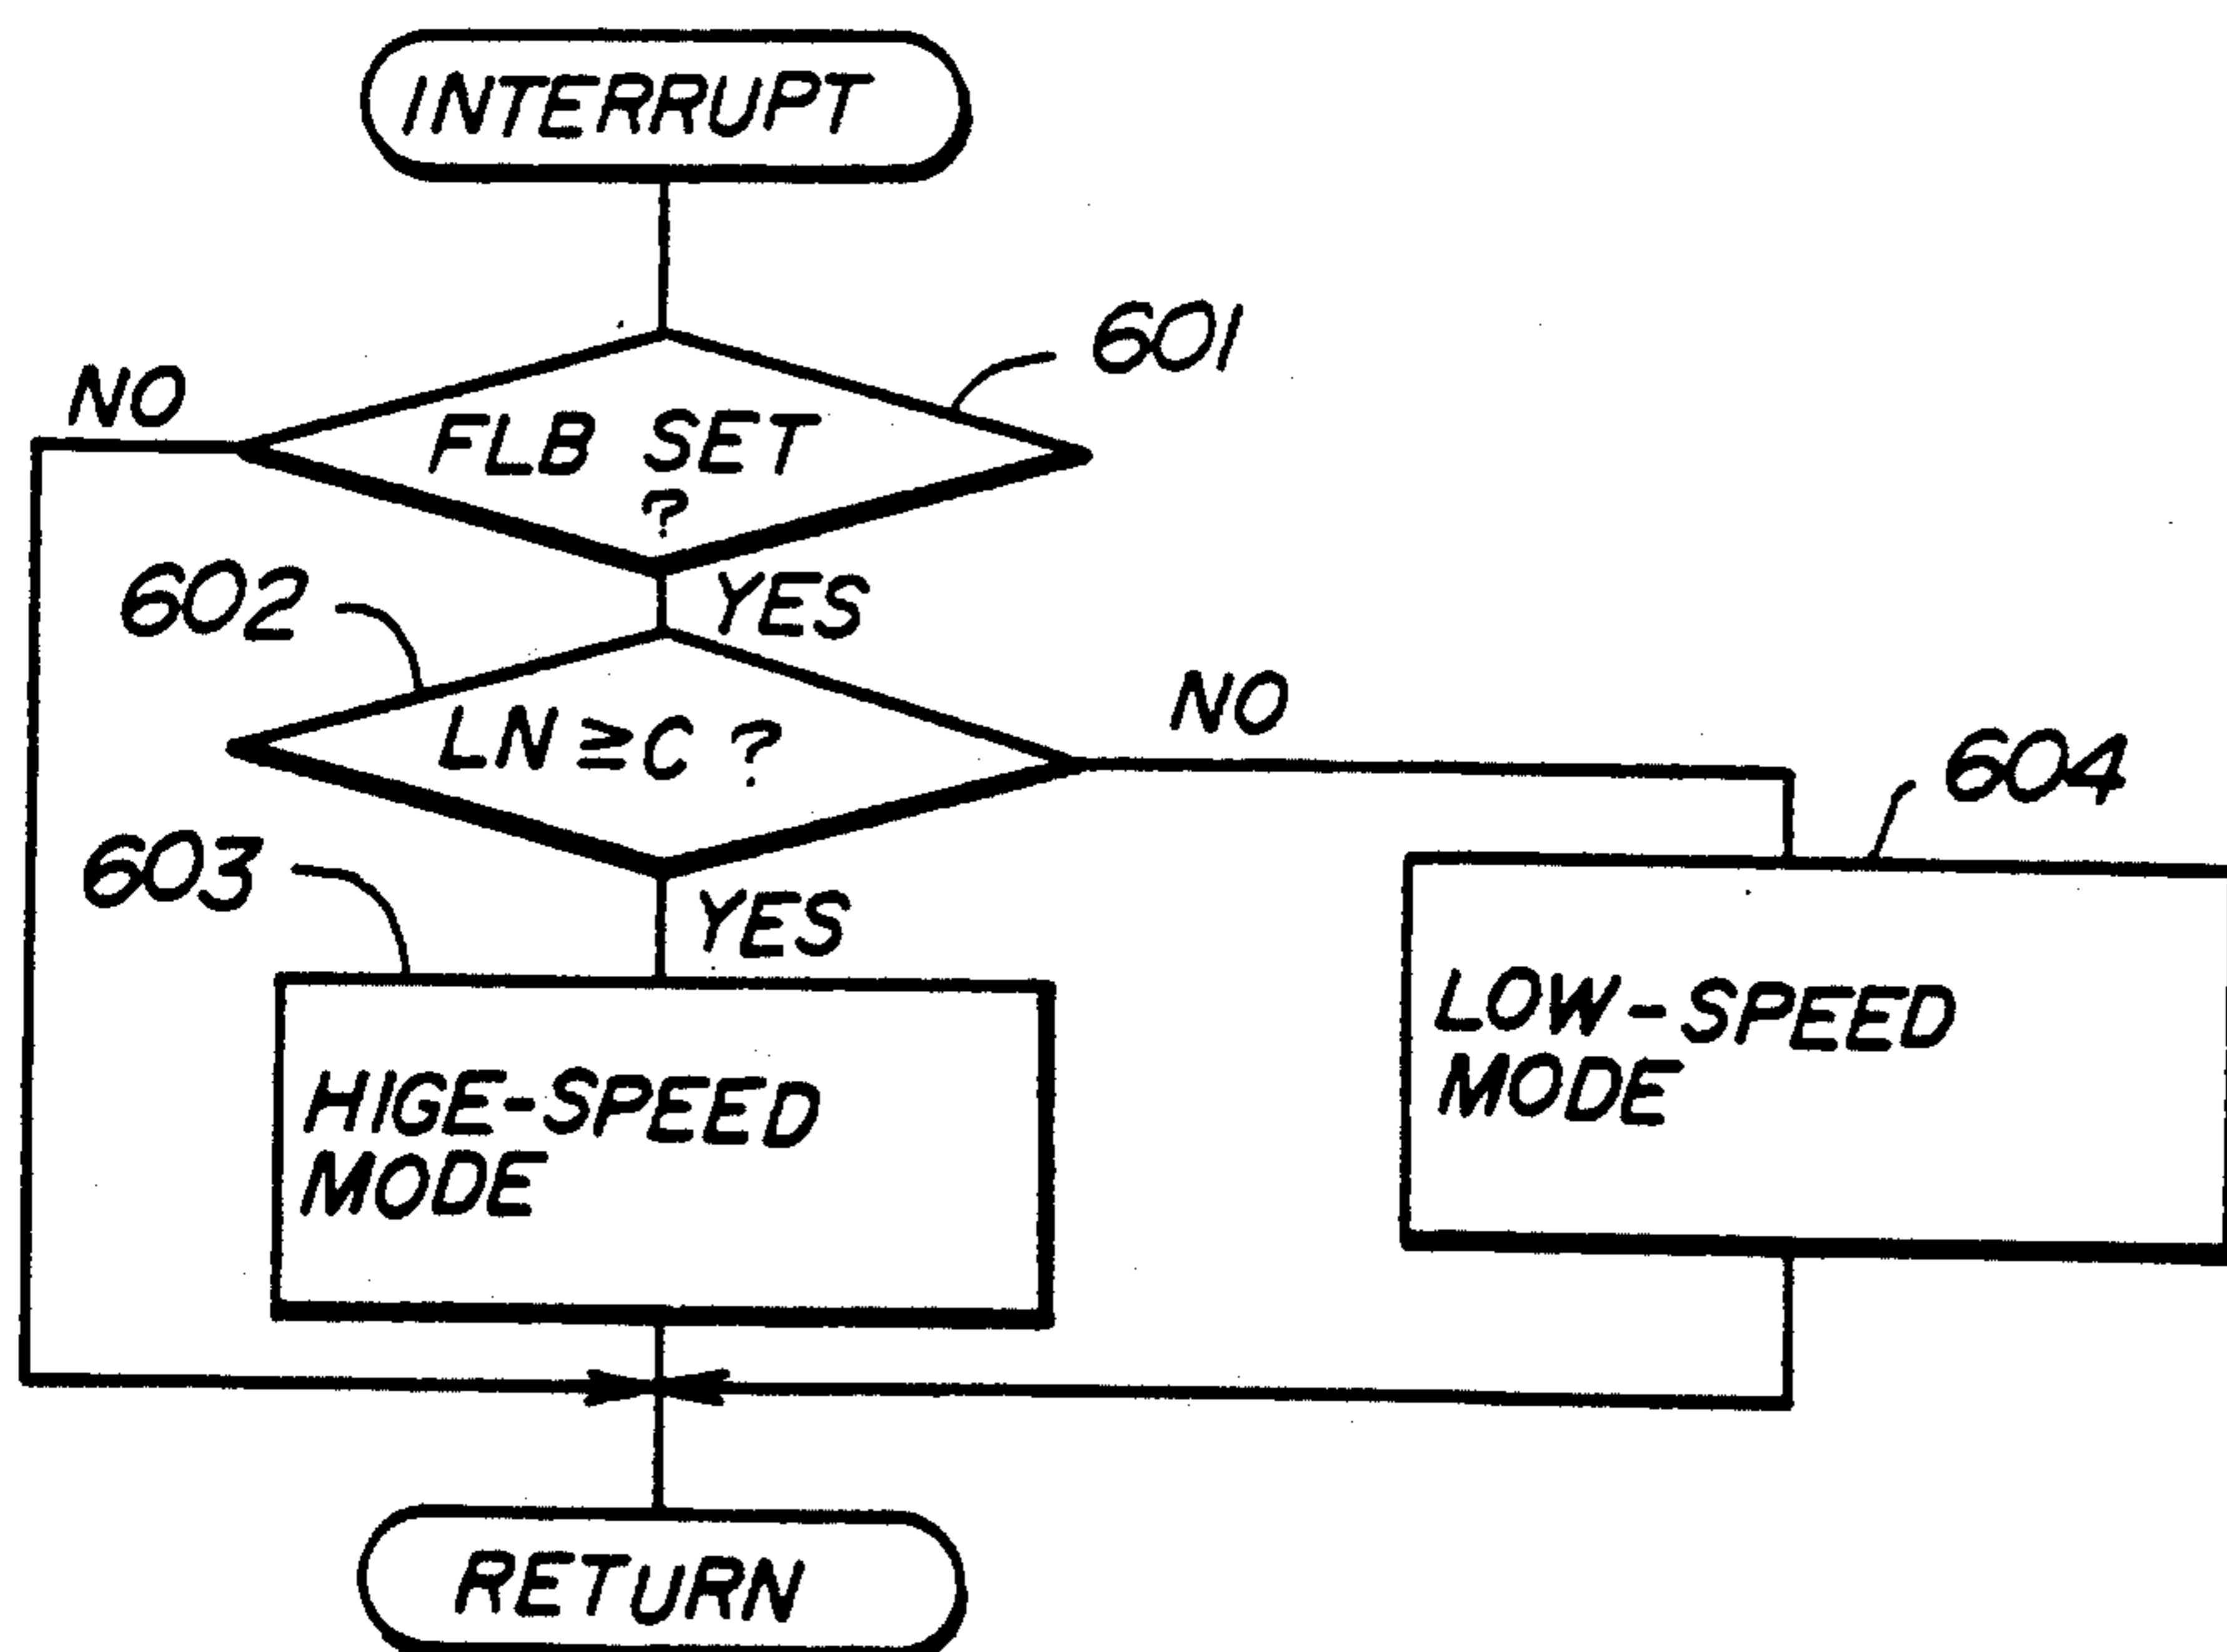 INTERRUPT
601
NO
FLB SET
?
YES
602
LN ≥ C ?
NO
604
603
YES
HIGE-SPEED
MODE
LOW-SPEED
MODE
RETURN